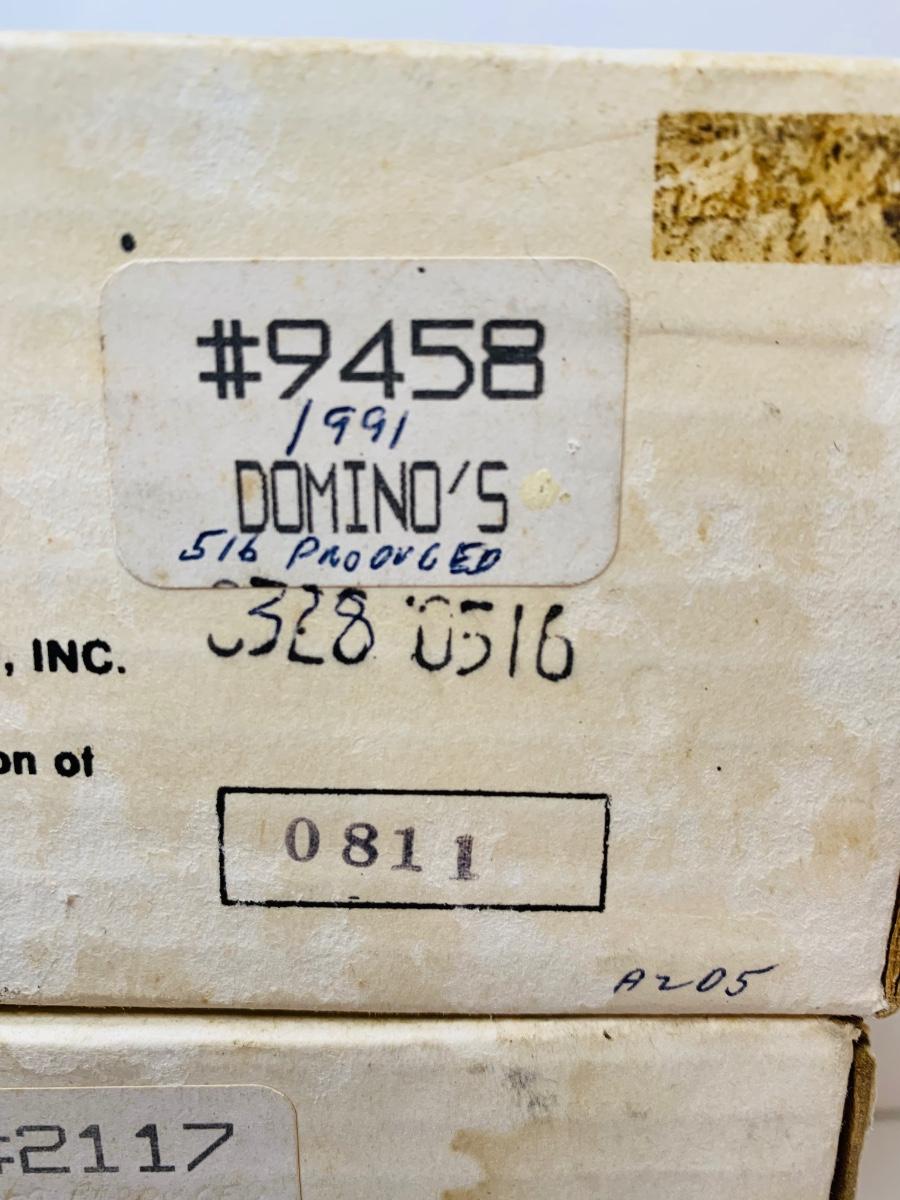 #9458
1991
DOMINO'S
516 PRODUCED
0328 0516
, INC.
on of
0811
A205
#2117